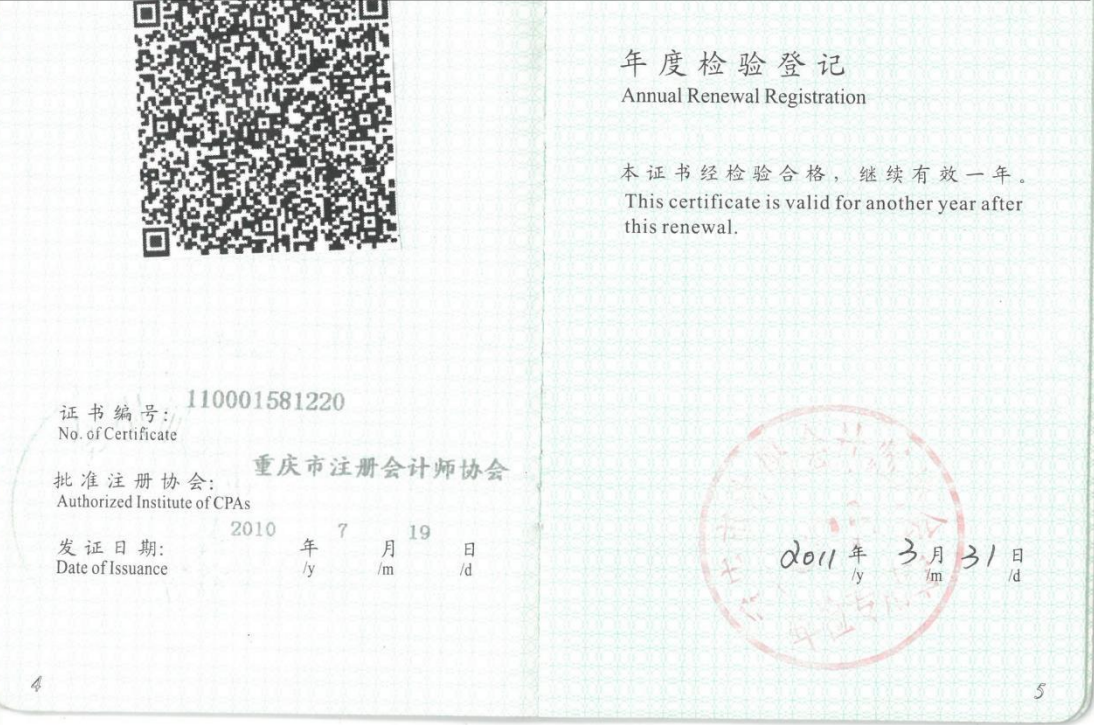 证书编号: 110001581220
No. of Certificate
批准注册协会: 重庆市注册会计师协会
Authorized Institute of CPAs
发证日期: 2010 年 7 月 19 日
Date of Issuance /y /m /d
4
年度检验登记
Annual Renewal Registration
本证书经检验合格，继续有效一年。
This certificate is valid for another year after
this renewal.
2011 年 3 月 31 日
/y /m /d
5